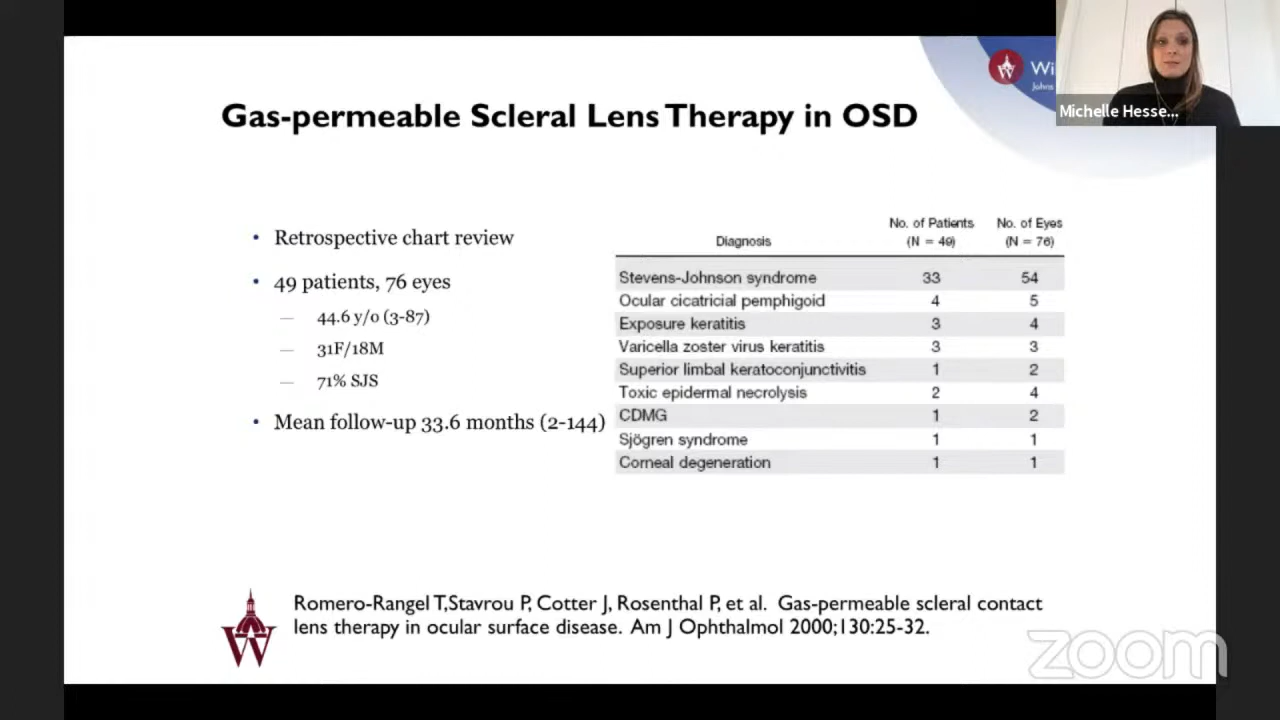 Wi
Johns
Michelle Hesse...
Gas-permeable Scleral Lens Therapy in OSD
• Retrospective chart review
• 49 patients, 76 eyes
— 44.6 y/o (3-87)
— 31F/18M
— 71% SJS
• Mean follow-up 33.6 months (2-144)
No. of Patients No. of Eyes
Diagnosis (N = 49) (N = 76)
Stevens-Johnson syndrome 33 54
Ocular cicatricial pemphigoid 4 5
Exposure keratitis 3 4
Varicella zoster virus keratitis 3 3
Superior limbal keratoconjunctivitis 1 2
Toxic epidermal necrolysis 2 4
CDMG 1 2
Sjögren syndrome 1 1
Corneal degeneration 1 1
Romero-Rangel T,Stavrou P, Cotter J, Rosenthal P, et al. Gas-permeable scleral contact
lens therapy in ocular surface disease. Am J Ophthalmol 2000;130:25-32.
W
zoom